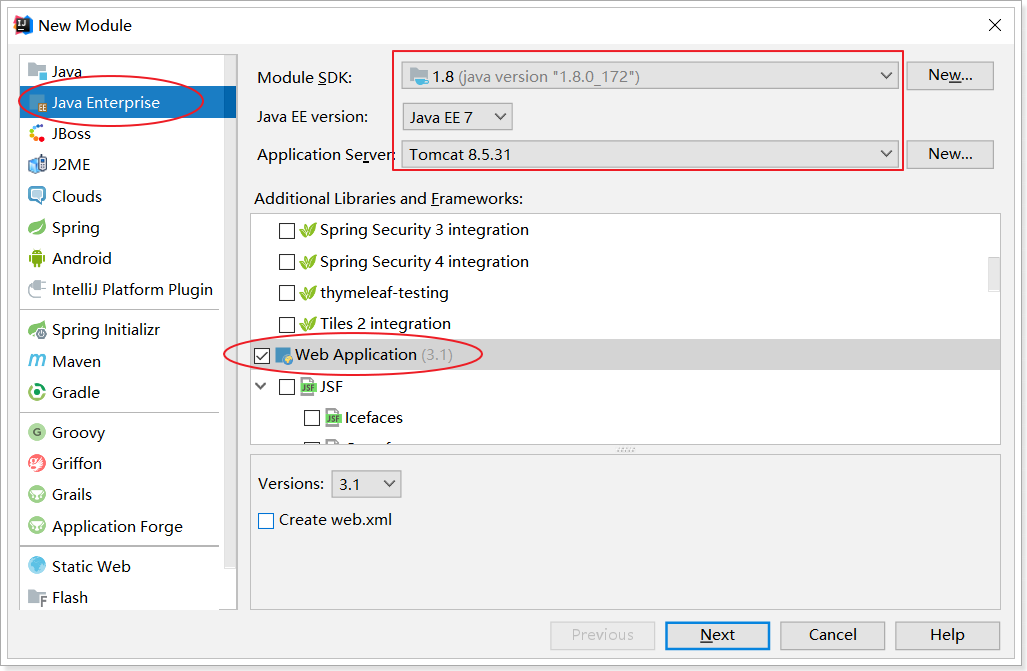 New Module
Java
Java Enterprise
JBoss
J2ME
Clouds
Spring
Android
IntelliJ Platform Plugin
Spring Initializr
Maven
Gradle
Groovy
Griffon
Grails
Application Forge
Static Web
Flash
Module SDK: 1.8 (java version "1.8.0_172") New...
Java EE version: Java EE 7
Application Server: Tomcat 8.5.31 New...
Additional Libraries and Frameworks:
Spring Security 3 integration
Spring Security 4 integration
thymeleaf-testing
Tiles 2 integration
Web Application (3.1)
JSF
Icefaces
Versions: 3.1
Create web.xml
Previous Next Cancel Help